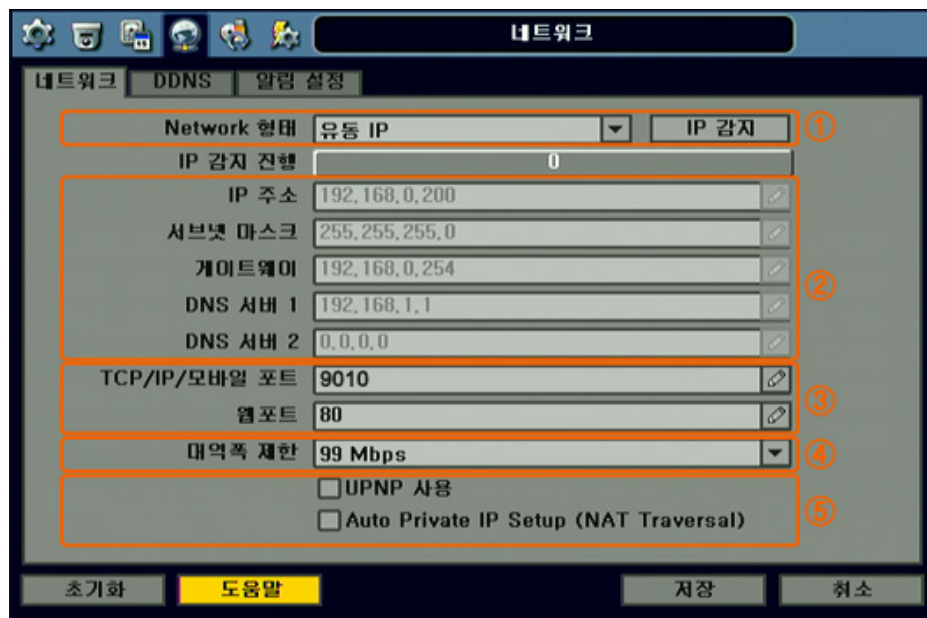 네트워크
네트워크 DDNS 알림 설정
Network 형태 유동 IP IP 감지 ①
IP 감지 진행 0
IP 주소 192.168.0.200
서브넷 마스크 255.255.255.0
게이트웨이 192.168.0.254 ②
DNS 서버 1 192.168.1.1
DNS 서버 2 0.0.0.0
TCP/IP/모바일 포트 9010 ③
웹포트 80
대역폭 제한 99 Mbps ④
UPNP 사용 ⑤
Auto Private IP Setup (NAT Traversal)
초기화 도움말 저장 취소